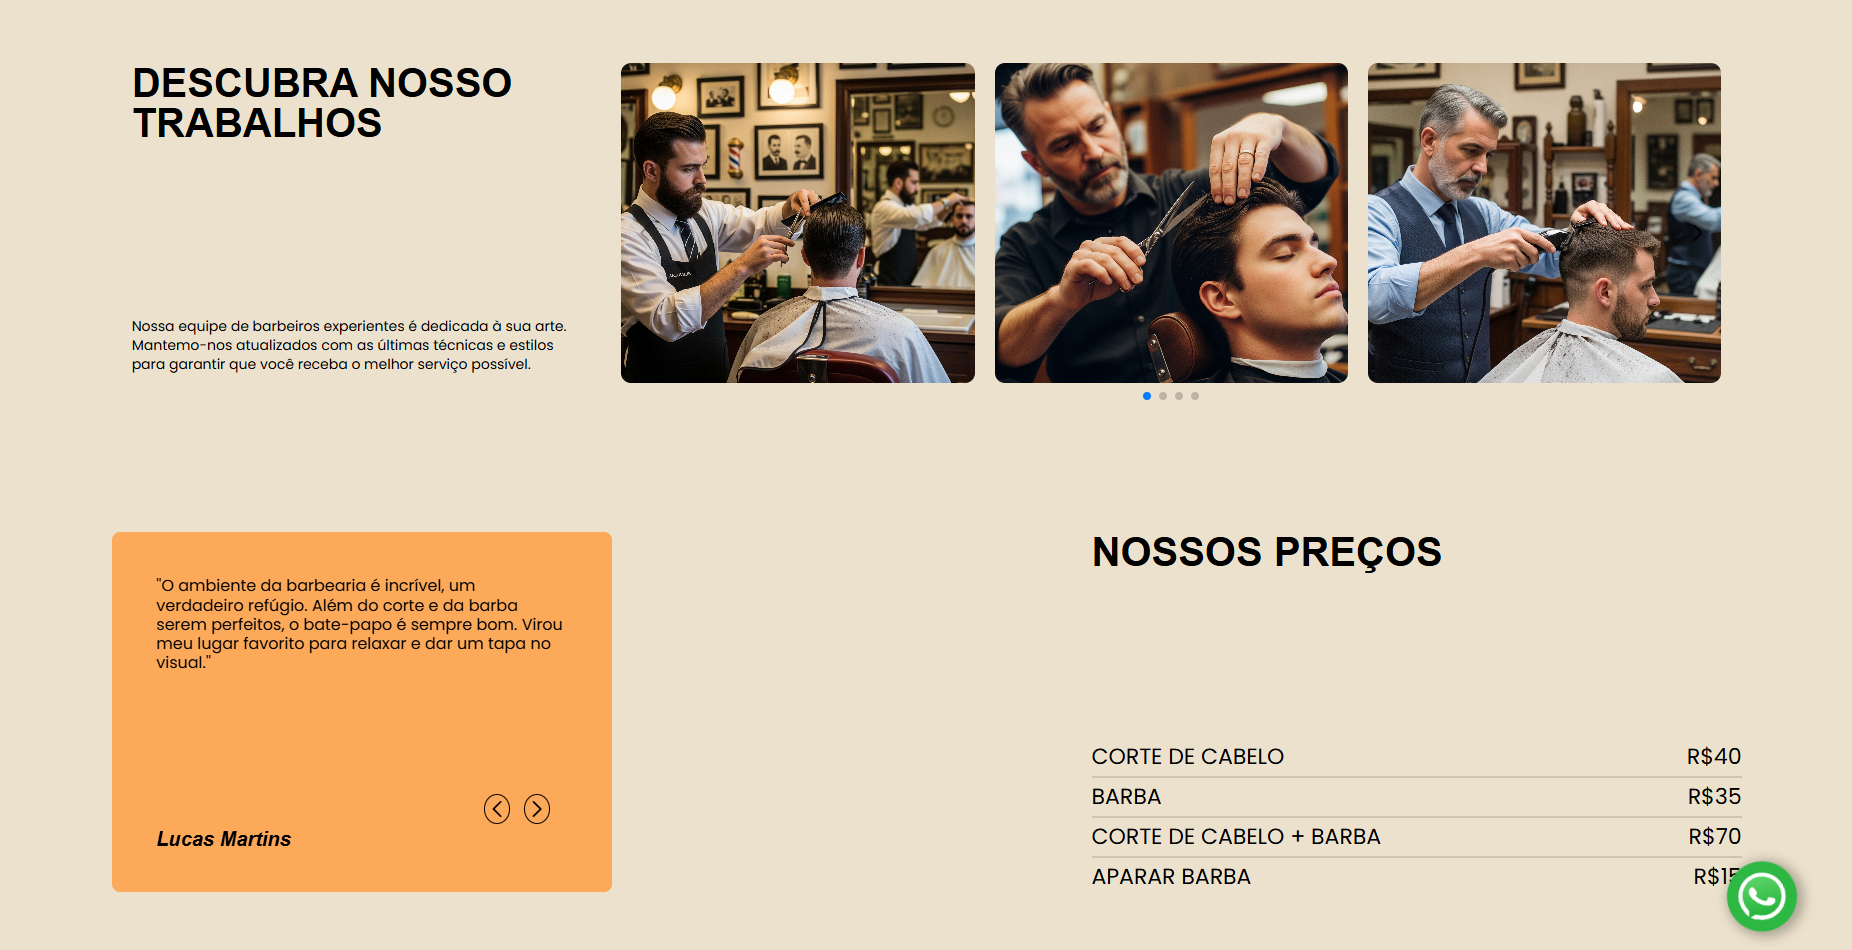 DESCUBRA NOSSO
TRABALHOS
Nossa equipe de barbeiros experientes é dedicada à sua arte.
Mantemo-nos atualizados com as últimas técnicas e estilos
para garantir que você receba o melhor serviço possível.
"O ambiente da barbearia é incrível, um
verdadeiro refúgio. Além do corte e da barba
serem perfeitos, o bate-papo é sempre bom. Virou
meu lugar favorito para relaxar e dar um tapa no
visual."
Lucas Martins
NOSSOS PREÇOS
CORTE DE CABELO R$40
BARBA R$35
CORTE DE CABELO + BARBA R$70
APARAR BARBA R$15